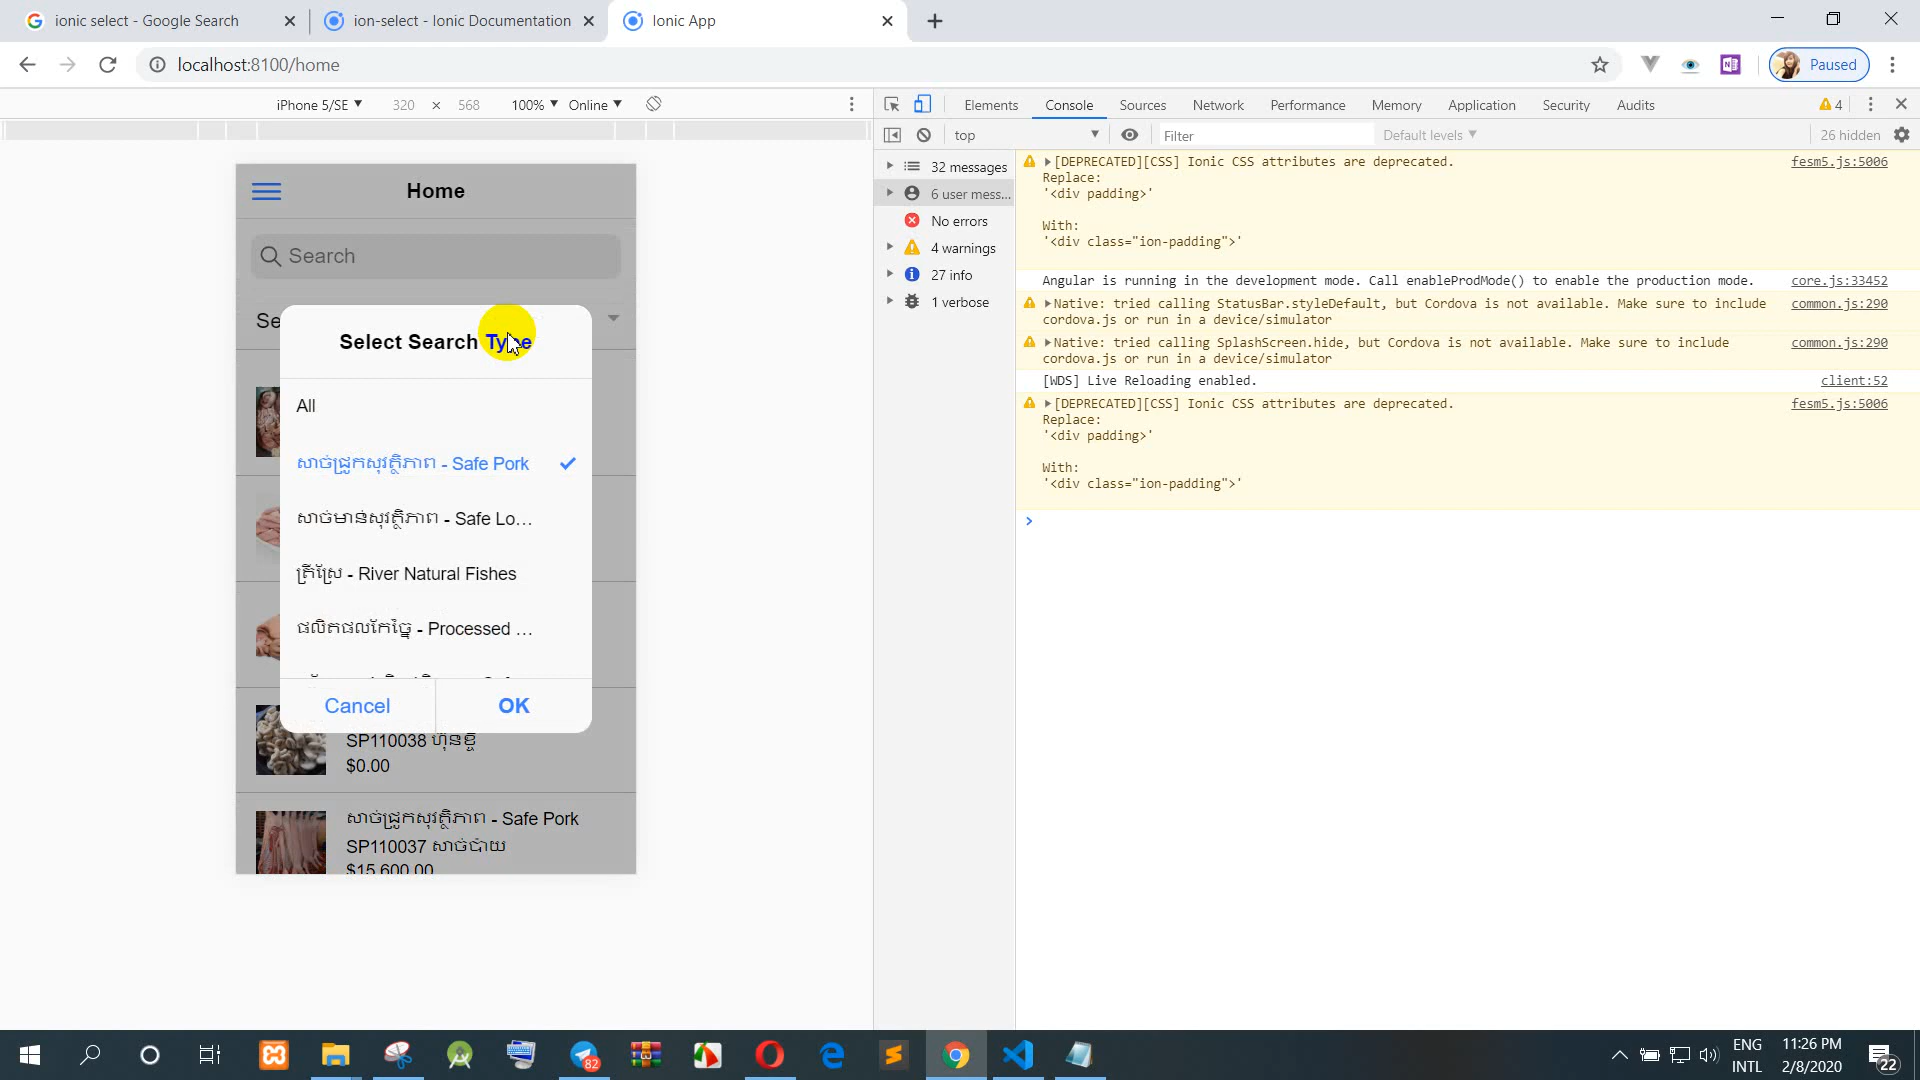 ionic select - Google Search
ion-select - Ionic Documentation
Ionic App
localhost:8100/home
Paused
iPhone 5/SE
320 × 568
100%
Online
Elements
Console
Sources
Network
Performance
Memory
Application
Security
Audits
4
top
Filter
Default levels
26 hidden
Home
Search
Se
Select Search Type
All
សាច់ជ្រូកសុវត្ថិភាព - Safe Pork
សាច់មាន់សុវត្ថិភាព - Safe Lo...
ត្រីស្រែ - River Natural Fishes
ផលិតផលកែច្នៃ - Processed ...
Cancel
OK
SP110038 ហ៊ុនខ្ចី
$0.00
សាច់ជ្រូកសុវត្ថិភាព - Safe Pork
SP110037 សាច់បំាយ
$15,600.00
32 messages
6 user mess...
No errors
4 warnings
27 info
1 verbose
[DEPRECATED][CSS] Ionic CSS attributes are deprecated. fesm5.js:5006
Replace:
'<div padding>'
With:
'<div class="ion-padding">'
Angular is running in the development mode. Call enableProdMode() to enable the production mode. core.js:33452
Native: tried calling StatusBar.styleDefault, but Cordova is not available. Make sure to include common.js:290
cordova.js or run in a device/simulator
Native: tried calling SplashScreen.hide, but Cordova is not available. Make sure to include common.js:290
cordova.js or run in a device/simulator
[WDS] Live Reloading enabled. client:52
[DEPRECATED][CSS] Ionic CSS attributes are deprecated. fesm5.js:5006
Replace:
'<div padding>'
With:
'<div class="ion-padding">'
82
ENG
INTL
11:26 PM
2/8/2020
22